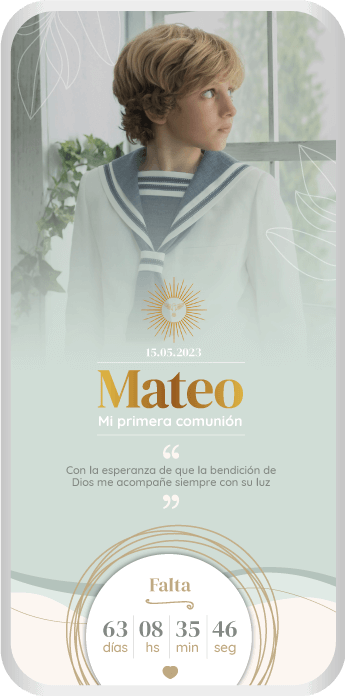 15.05.2023
Mateo
Mi primera comunión
“
Con la esperanza de que la bendición de
Dios me acompañe siempre con su luz
”
Falta
63 08 35 46
días hs min seg